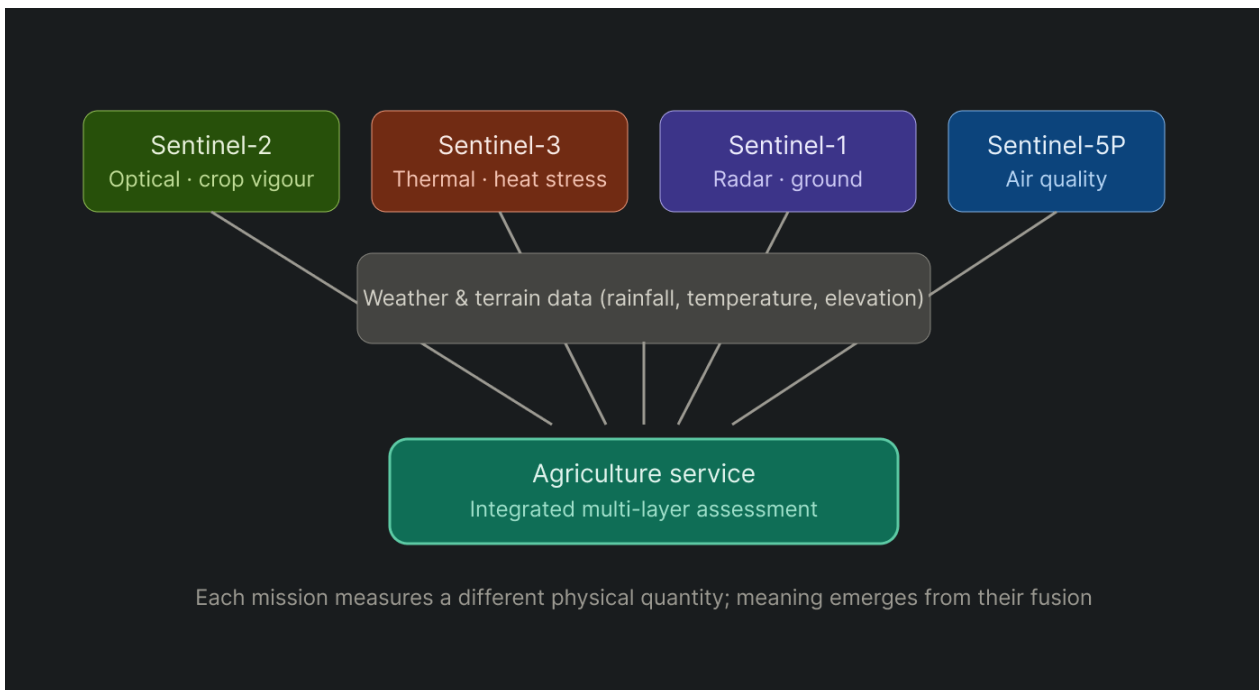 Sentinel-2
Optical · crop vigour
Sentinel-3
Thermal · heat stress
Sentinel-1
Radar · ground
Sentinel-5P
Air quality
Weather & terrain data (rainfall, temperature, elevation)
Agriculture service
Integrated multi-layer assessment
Each mission measures a different physical quantity; meaning emerges from their fusion